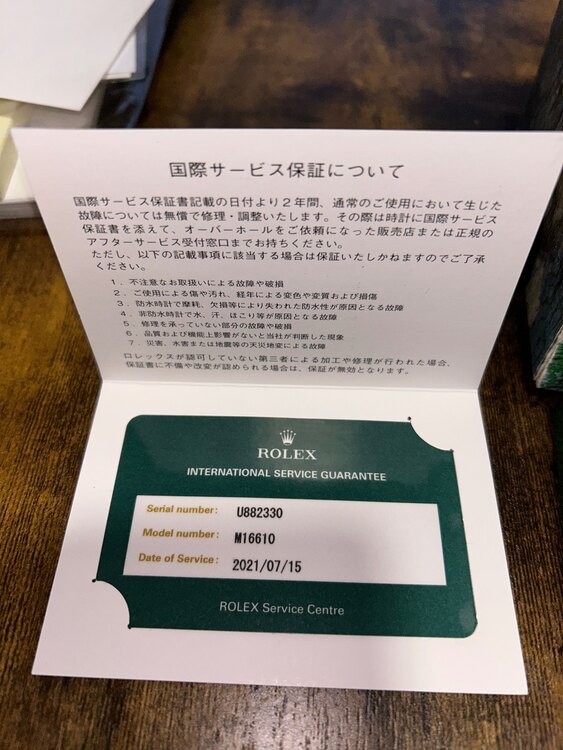 国際サービス保証について
国際サービス保証書記載の日付より2年間、通常のご使用において生じた
故障については無償で修理・調整いたします。その際は時計に国際サービス
保証書を添えて、オーバーホールをご依頼になった販売店または正規の
アフターサービス受付窓口までお持ちください。
ただし、以下の記載事項に該当する場合は保証いたしかねますのでご了承
ください。
1. 不注意なお取扱いによる故障や破損
2. ご使用による傷や汚れ、経年による変色や変質および損傷
3. 防水時計で摩耗、欠損等により失われた防水性が原因となる故障
4. 非防水時計で水、汗、ほこり等が原因となる故障
5. 修理を承っていない部分の故障や破損
6. 品質および機能上影響がないと当社が判断した現象
7. 災害、水害または地震等の天災地変による故障
ロレックスが認可していない第三者による加工や修理が行われた場合、
保証書に不備や改変が認められる場合は、保証が無効となります。
ROLEX
INTERNATIONAL SERVICE GUARANTEE
Serial number: U882330
Model number: M16610
Date of Service: 2021/07/15
ROLEX Service Centre